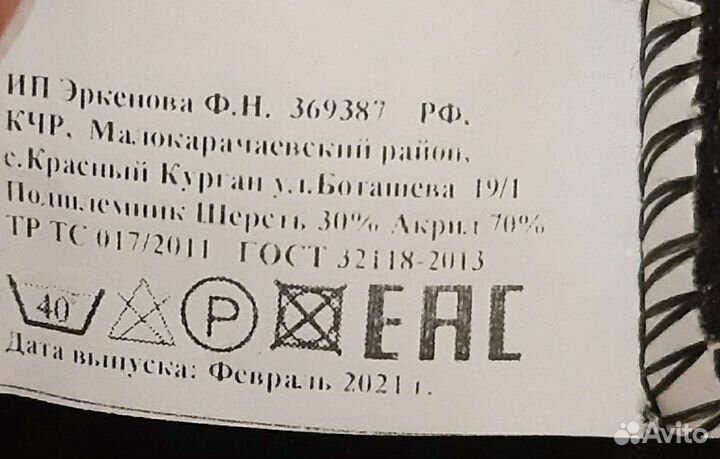 ИП Эркенова Ф.Н. 369387 РФ.
КЧР, Малокарачаевский район,
с.Красный Курган ул.Боташева 19/1
Подшлемник Шерсть 30% Акрил 70%
ТР ТС 017/2011 ГОСТ 32118-2013
40 P EAC
Дата выпуска: Февраль 2021 г.
Avito